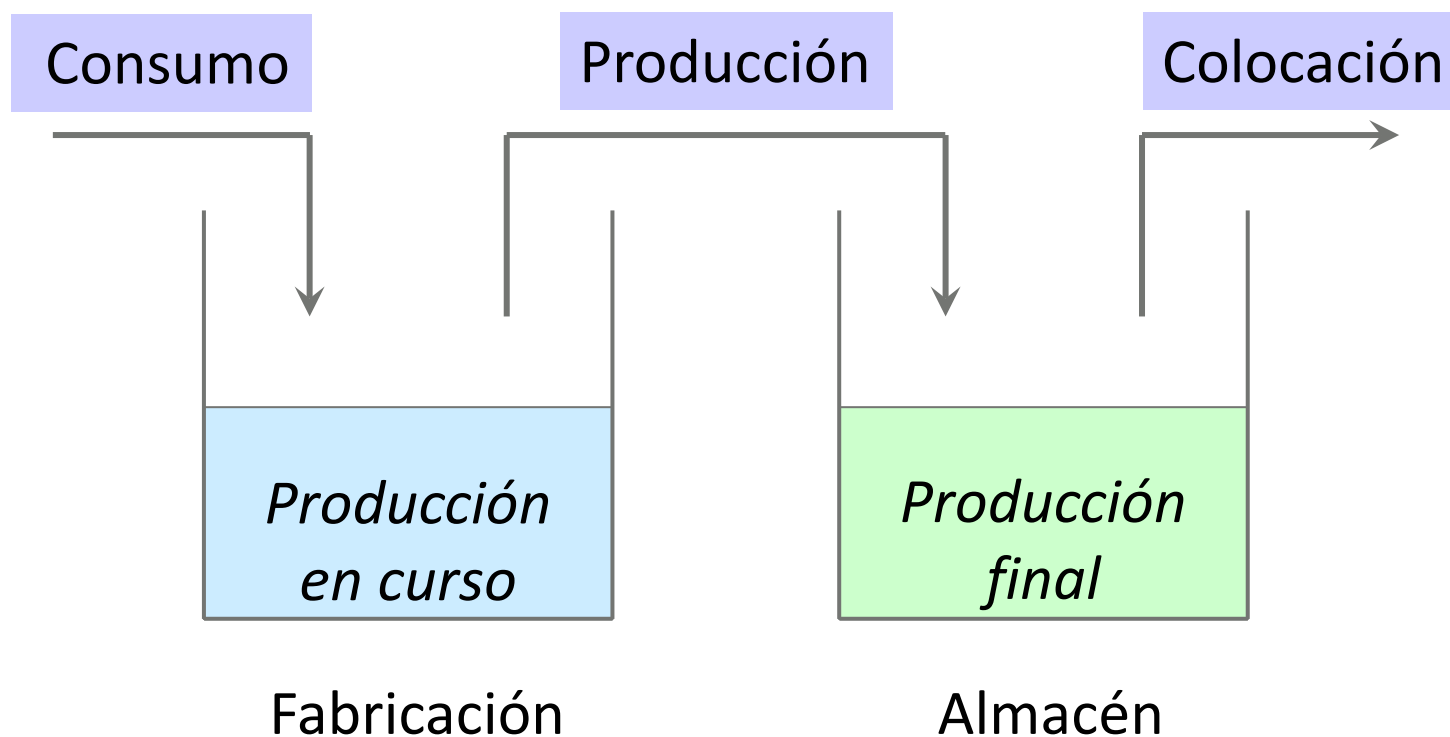 Consumo
Producción
Colocación
Producción
en curso
Producción
final
Fabricación
Almacén